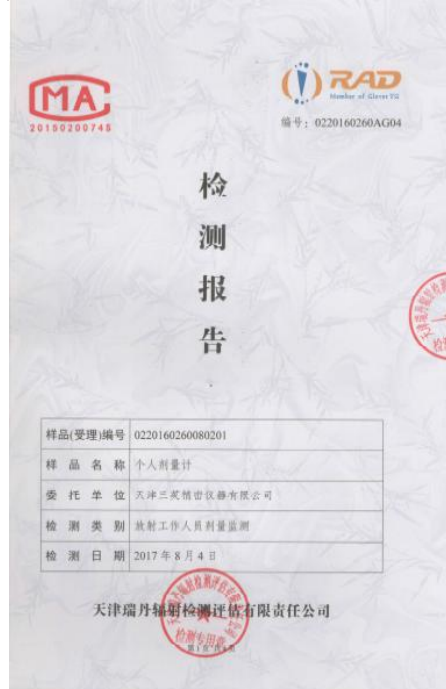 MA
20150200745
RAD
Member of Glover YG
编号：0220160260AG04
检
测
报
告
样品(受理)编号 0220160260080201
样品名称 个人剂量计
委托单位 天津三英精密仪器有限公司
检测类别 放射工作人员剂量监测
检测日期 2017年8月4日
天津瑞丹辐射检测评估有限责任公司
检测专用章